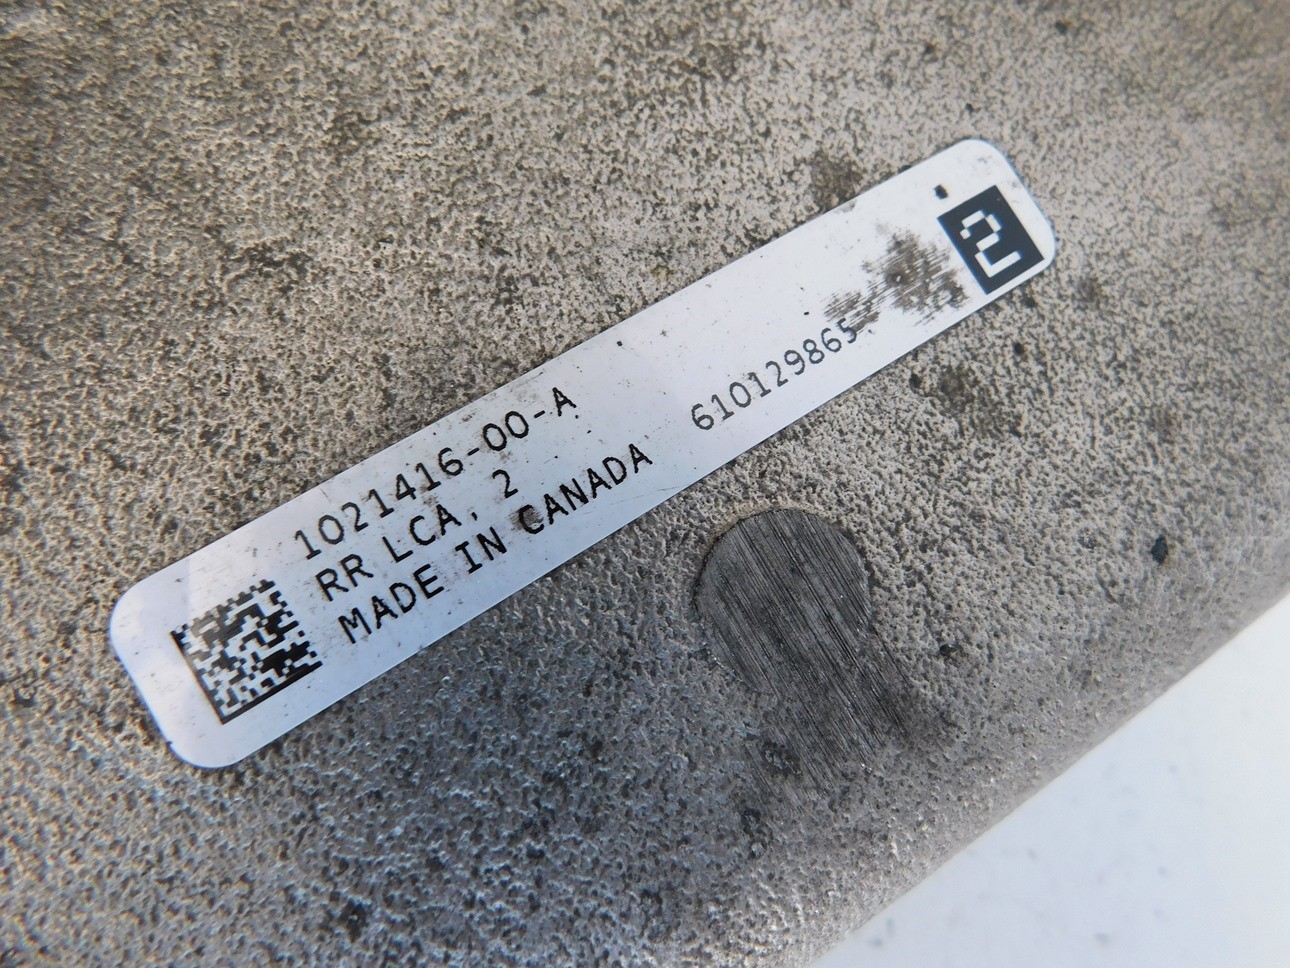 1021416-00-A
RR LCA, 2
MADE IN CANADA
610129865
2